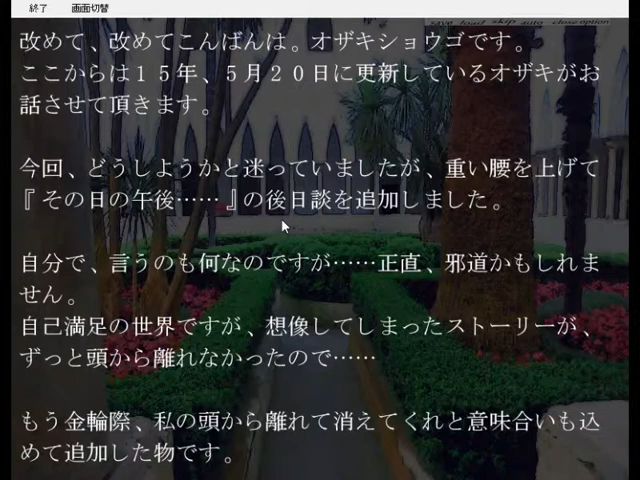 終了 画面切替
save load skip auto close option
改めて、改めてこんばんは。オザキショウゴです。
ここからは１５年、５月２０日に更新しているオザキがお
話させて頂きます。
今回、どうしようかと迷っていましたが、重い腰を上げて
『その日の午後……』の後日談を追加しました。
自分で、言うのも何なのですが……正直、邪道かもしれま
せん。
自己満足の世界ですが、想像してしまったストーリーが、
ずっと頭から離れなかったので……
もう金輪際、私の頭から離れて消えてくれと意味合いも込
めて追加した物です。